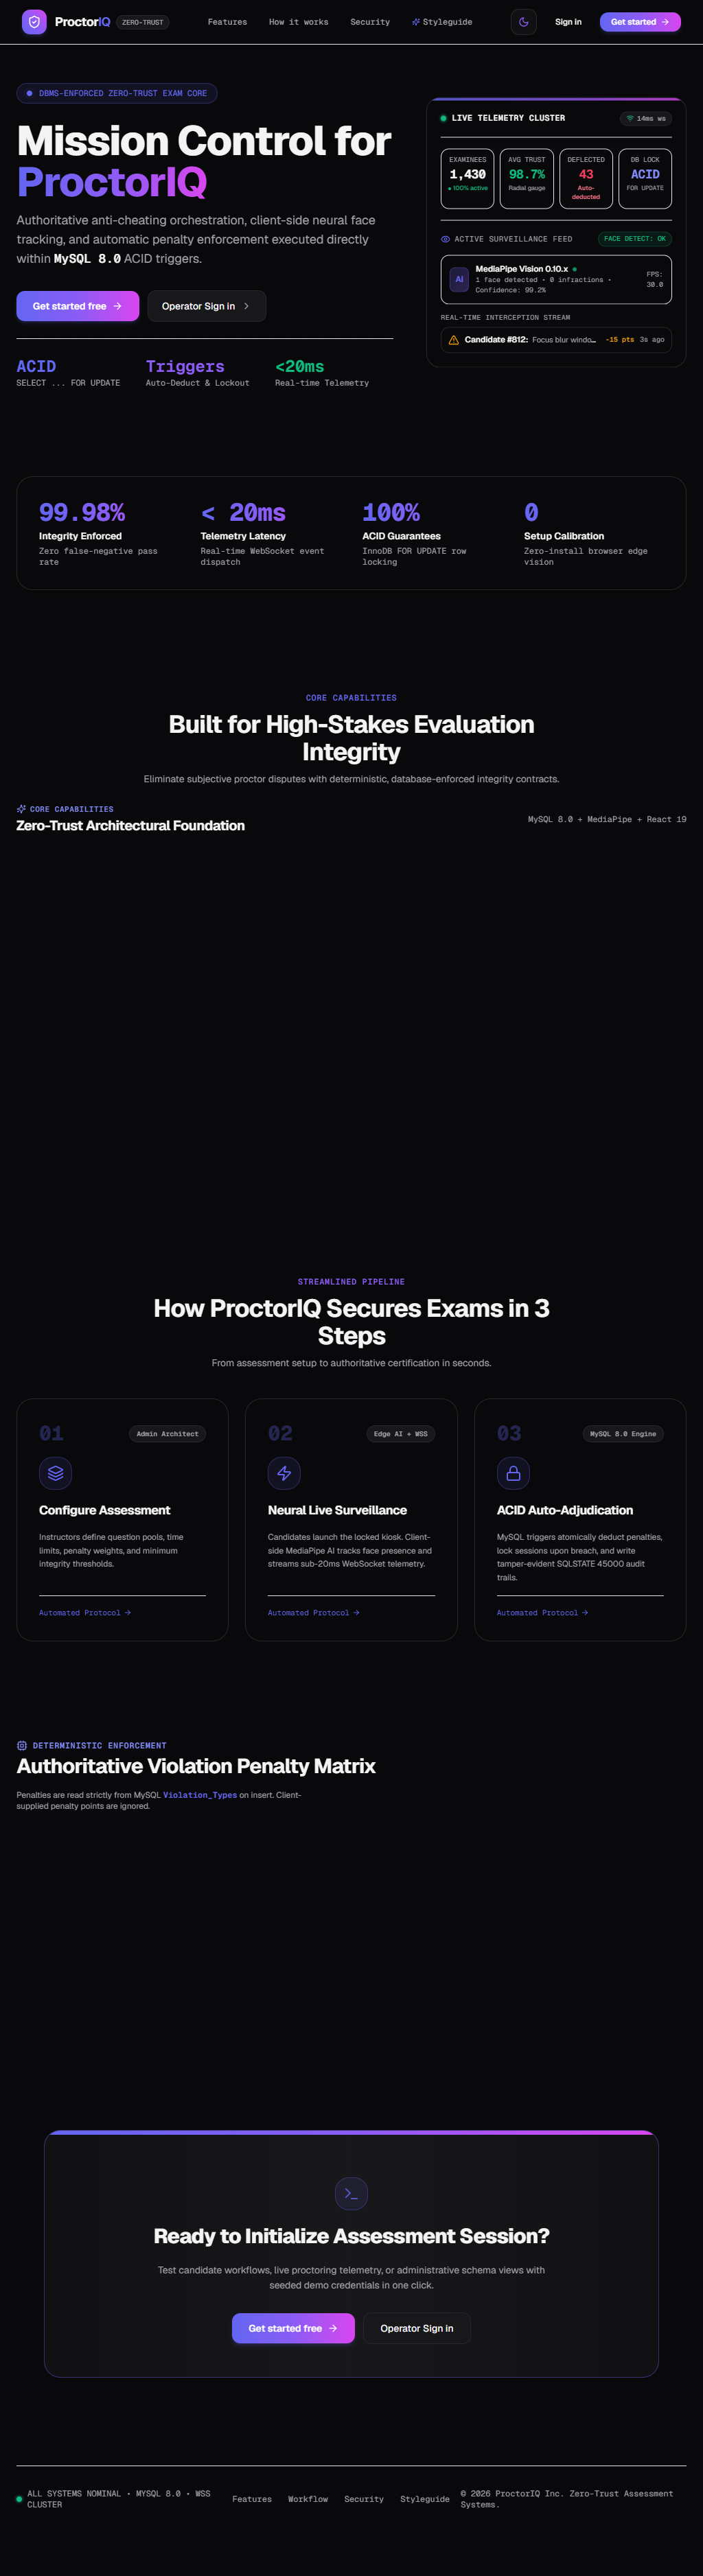 ProctorIQ ZERO-TRUST
Features
How it works
Security
Styleguide
Sign in
Get started →
DBMS-ENFORCED ZERO-TRUST EXAM CORE
Mission Control for
ProctorIQ
Authoritative anti-cheating orchestration, client-side neural face
tracking, and automatic penalty enforcement executed directly
within MySQL 8.0 ACID triggers.
Get started free →
Operator Sign in >
ACID
SELECT ... FOR UPDATE
Triggers
Auto-Deduct & Lockout
<20ms
Real-time Telemetry
LIVE TELEMETRY CLUSTER
14ms ws
EXAMINEES
1,430
▲ 100% active
AVG TRUST
98.7%
Radial gauge
DEFLECTED
43
Auto-
deducted
DB LOCK
ACID
FOR UPDATE
ACTIVE SURVEILLANCE FEED
FACE DETECT: OK
AI
MediaPipe Vision 0.10.x
1 face detected • 0 infractions •
Confidence: 99.2%
FPS:
30.0
REAL-TIME INTERCEPTION STREAM
Candidate #812: Focus blur windo...
-15 pts 3s ago
99.98%
Integrity Enforced
Zero false-negative pass
rate
< 20ms
Telemetry Latency
Real-time WebSocket event
dispatch
100%
ACID Guarantees
InnoDB FOR UPDATE row
locking
0
Setup Calibration
Zero-install browser edge
vision
CORE CAPABILITIES
Built for High-Stakes Evaluation
Integrity
Eliminate subjective proctor disputes with deterministic, database-enforced integrity contracts.
CORE CAPABILITIES
Zero-Trust Architectural Foundation
MySQL 8.0 + MediaPipe + React 19
STREAMLINED PIPELINE
How ProctorIQ Secures Exams in 3
Steps
From assessment setup to authoritative certification in seconds.
01
Admin Architect
Configure Assessment
Instructors define question pools, time
limits, penalty weights, and minimum
integrity thresholds.
Automated Protocol →
02
Edge AI + WSS
Neural Live Surveillance
Candidates launch the locked kiosk. Client-
side MediaPipe AI tracks face presence and
streams sub-20ms WebSocket telemetry.
Automated Protocol →
03
MySQL 8.0 Engine
ACID Auto-Adjudication
MySQL triggers atomically deduct penalties,
lock sessions upon breach, and write
tamper-evident SQLSTATE 45000 audit
trails.
Automated Protocol →
DETERMINISTIC ENFORCEMENT
Authoritative Violation Penalty Matrix
Penalties are read strictly from MySQL Violation_Types on insert. Client-
supplied penalty points are ignored.
Ready to Initialize Assessment Session?
Test candidate workflows, live proctoring telemetry, or administrative schema views with
seeded demo credentials in one click.
Get started free →
Operator Sign in
ALL SYSTEMS NOMINAL • MYSQL 8.0 • WSS
CLUSTER
Features
Workflow
Security
Styleguide
© 2026 ProctorIQ Inc. Zero-Trust Assessment
Systems.